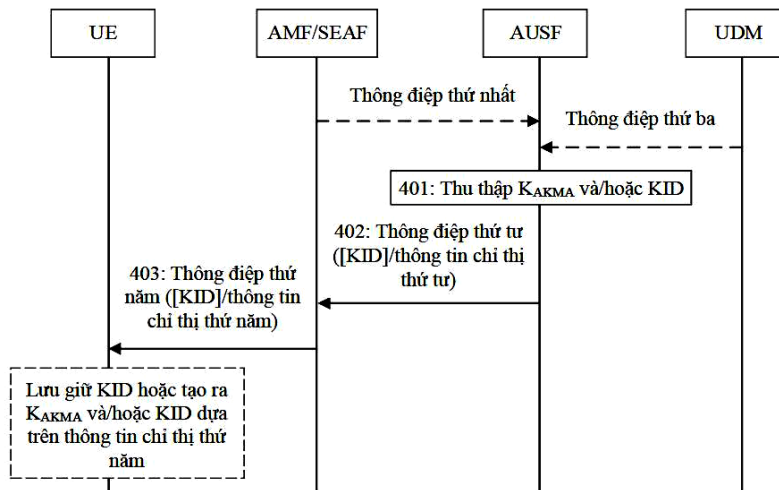 UE
AMF/SEAF
AUSF
UDM
Thông điệp thứ nhất
Thông điệp thứ ba
401: Thu thập KAKMA và/hoặc KID
402: Thông điệp thứ tư
([KID]/thông tin chỉ thị
thứ tư)
403: Thông điệp thứ
năm ([KID]/thông tin
chỉ thị thứ năm)
Lưu giữ KID hoặc tạo ra
KAKMA và/hoặc KID dựa
trên thông tin chỉ thị thứ
năm